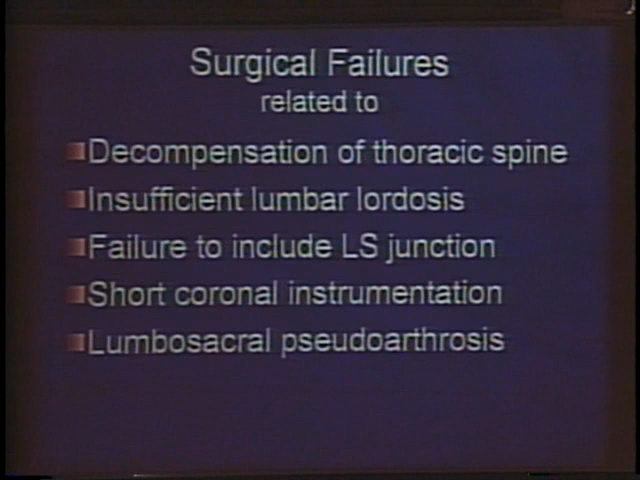 Surgical Failures
related to
Decompensation of thoracic spine
Insufficient lumbar lordosis
Failure to include LS junction
Short coronal instrumentation
Lumbosacral pseudoarthrosis